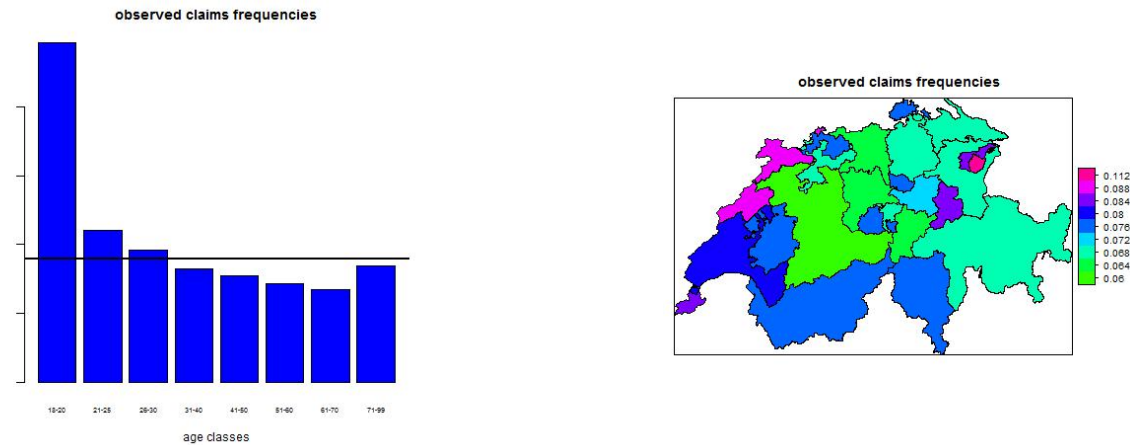 observed claims frequencies
18-20 21-25 26-30 31-40 41-50 51-60 61-70 71-99
age classes
observed claims frequencies
0.112
0.088
0.084
0.08
0.076
0.072
0.068
0.064
0.06